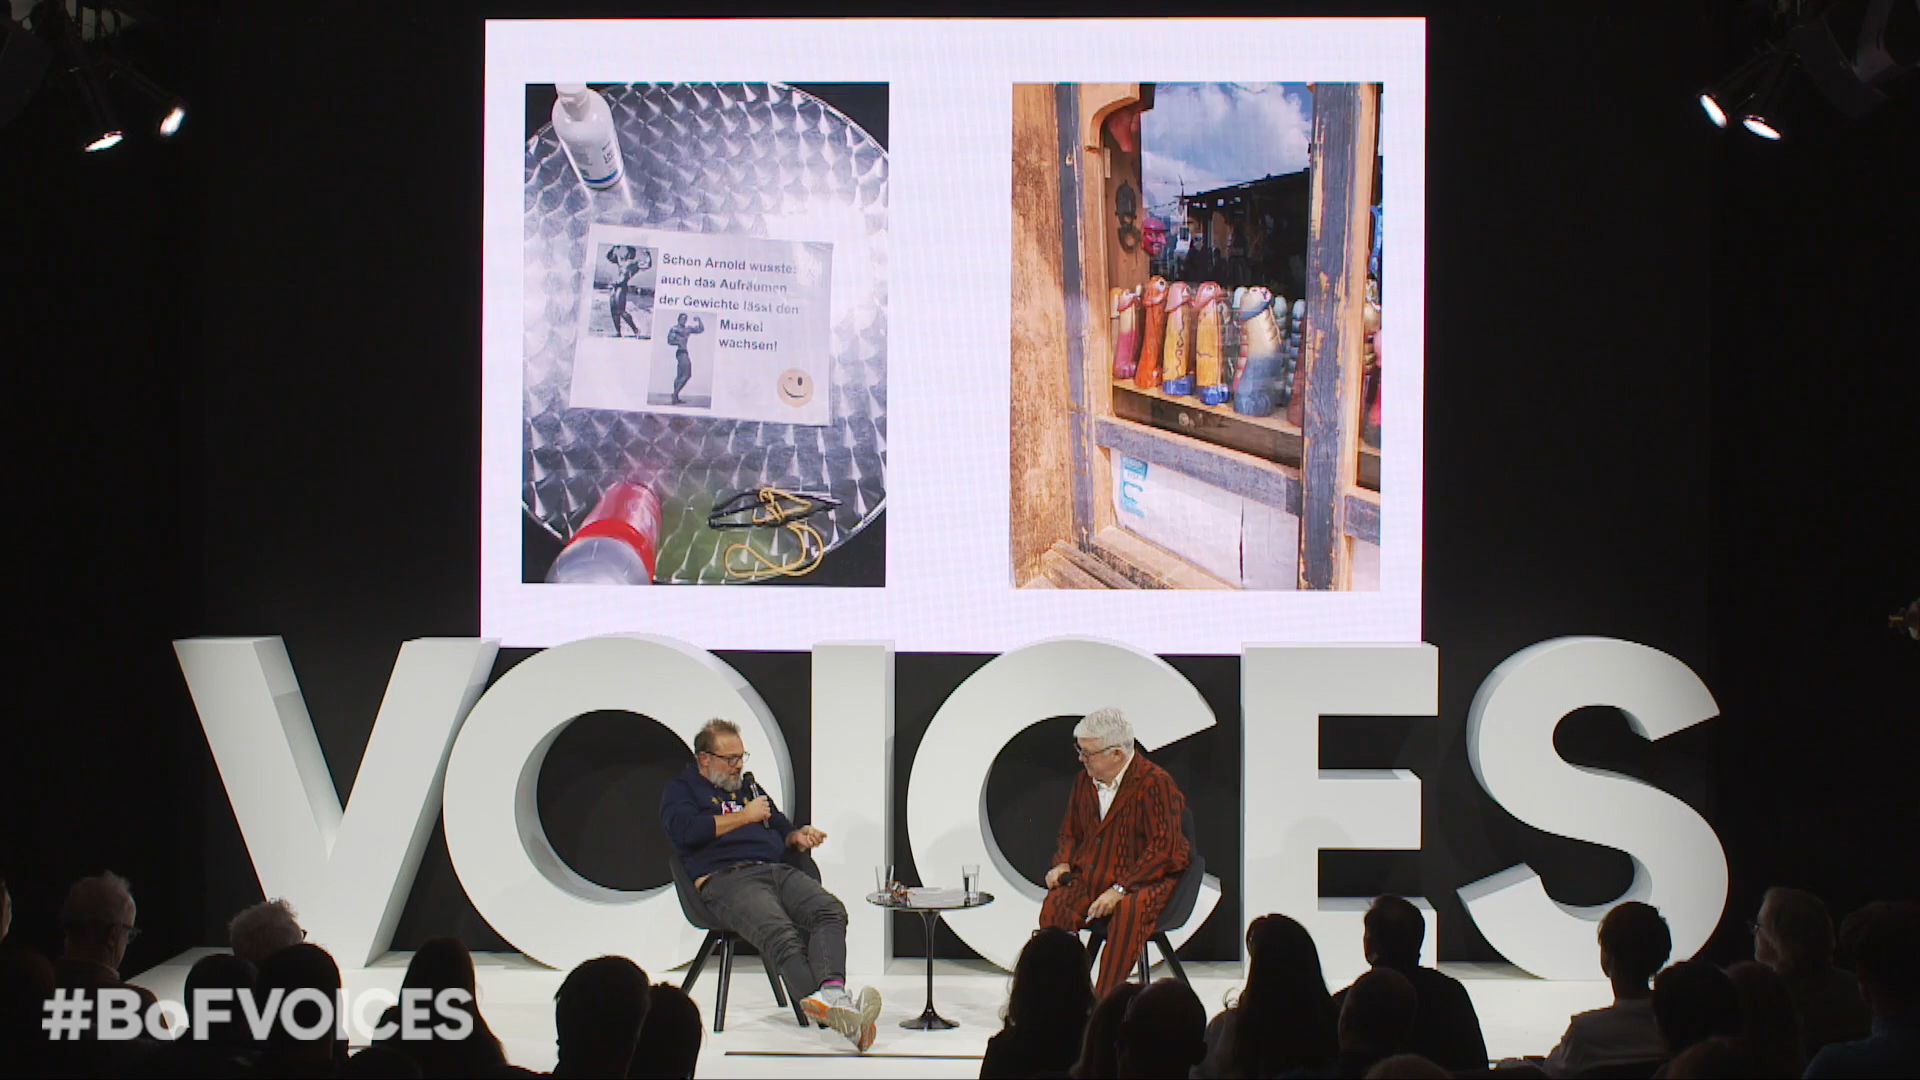 Schon Arnold wusste:
auch das Aufräumen
der Gewichte lässt den
Muskel
wachsen!
VOICES
#BoFVOICES